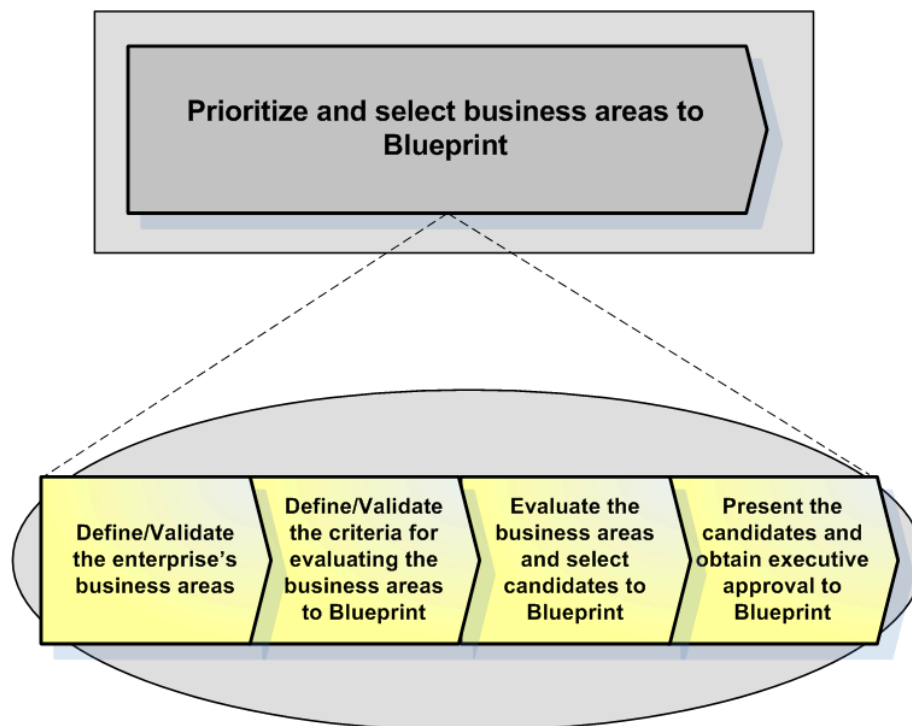 Prioritize and select business areas to
Blueprint
Define/Validate
the enterprise's
business areas
Define/Validate
the criteria for
evaluating the
business areas
to Blueprint
Evaluate the
business areas
and select
candidates to
Blueprint
Present the
candidates and
obtain executive
approval to
Blueprint